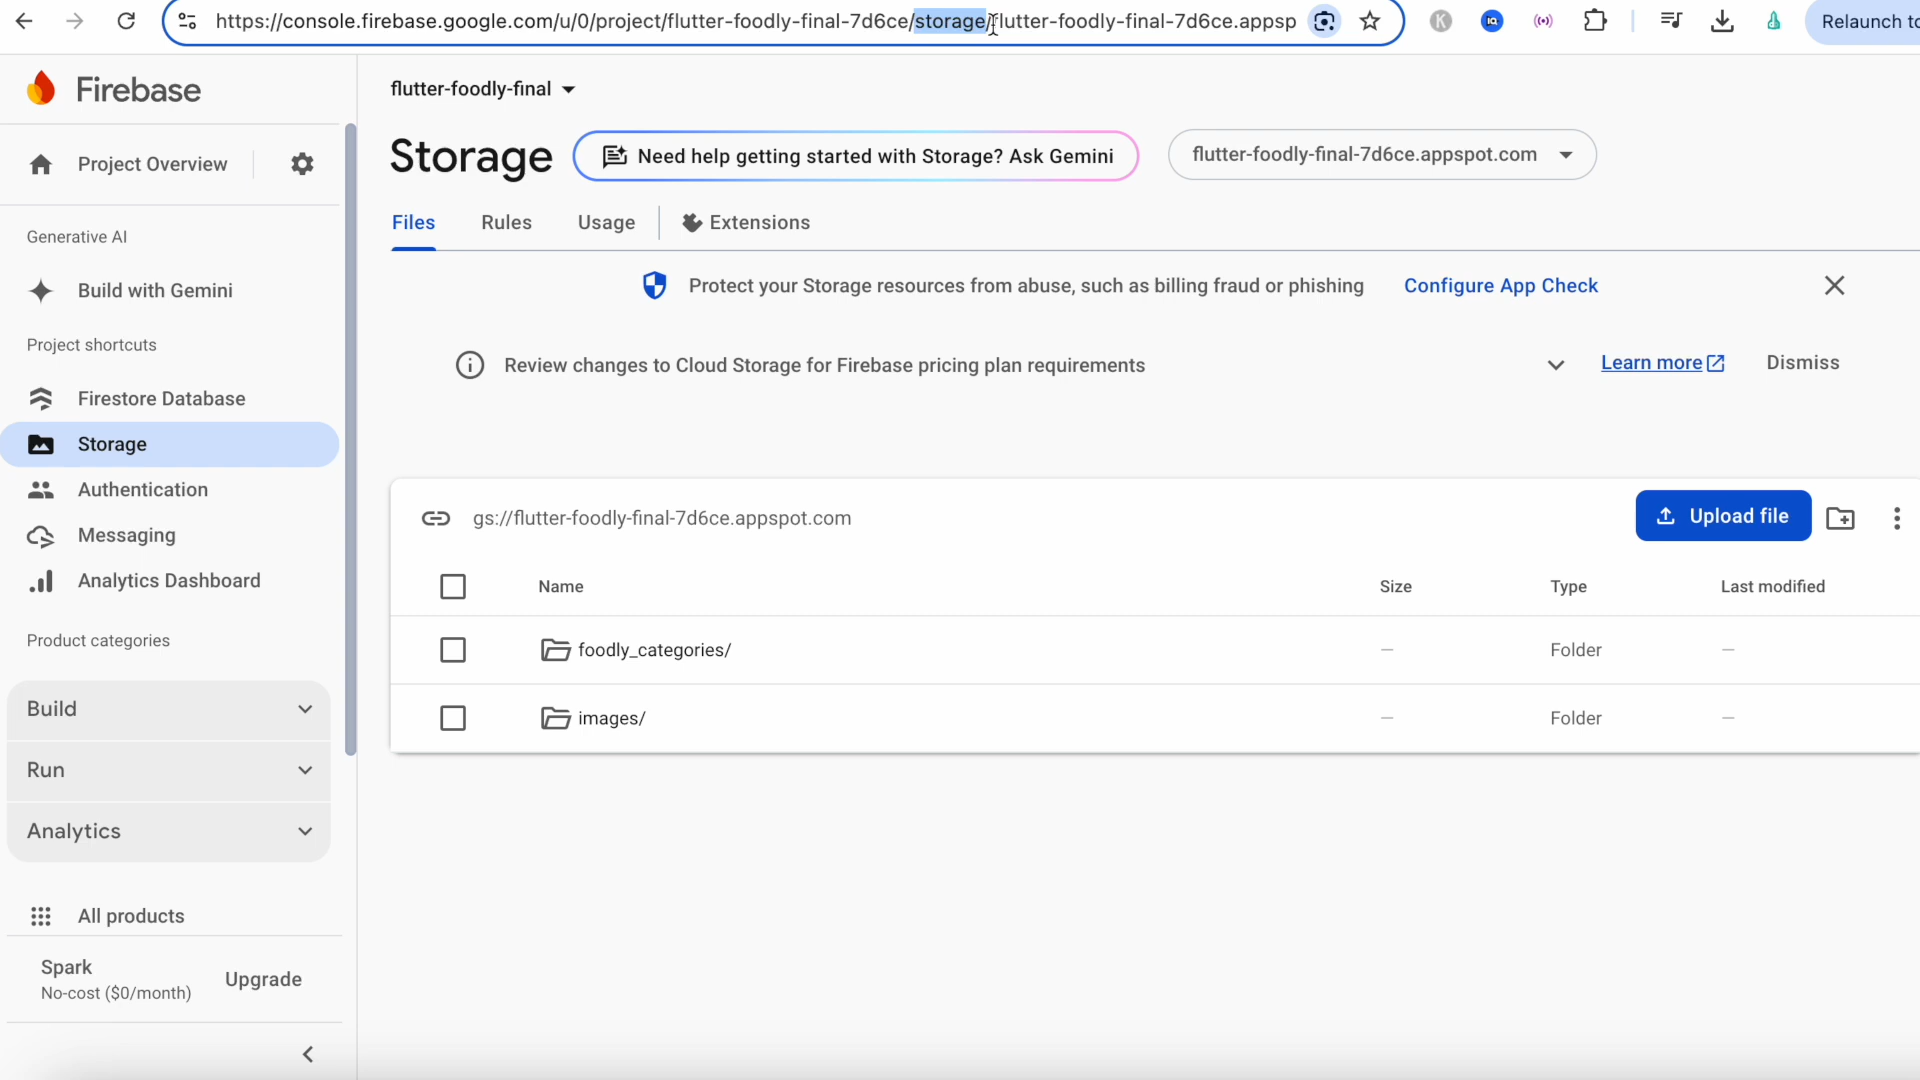 https://console.firebase.google.com/u/0/project/flutter-foodly-final-7d6ce/storage/flutter-foodly-final-7d6ce.appsp
K
IQ
Relaunch to
Firebase
Project Overview
Generative AI
Build with Gemini
Project shortcuts
Firestore Database
Storage
Authentication
Messaging
Analytics Dashboard
Product categories
Build
Run
Analytics
All products
Spark
No-cost ($0/month)
Upgrade
flutter-foodly-final
Storage
Need help getting started with Storage? Ask Gemini
flutter-foodly-final-7d6ce.appspot.com
Files
Rules
Usage
Extensions
Protect your Storage resources from abuse, such as billing fraud or phishing
Configure App Check
Review changes to Cloud Storage for Firebase pricing plan requirements
Learn more
Dismiss
gs://flutter-foodly-final-7d6ce.appspot.com
Upload file
Name
Size
Type
Last modified
foodly_categories/
—
Folder
—
images/
—
Folder
—